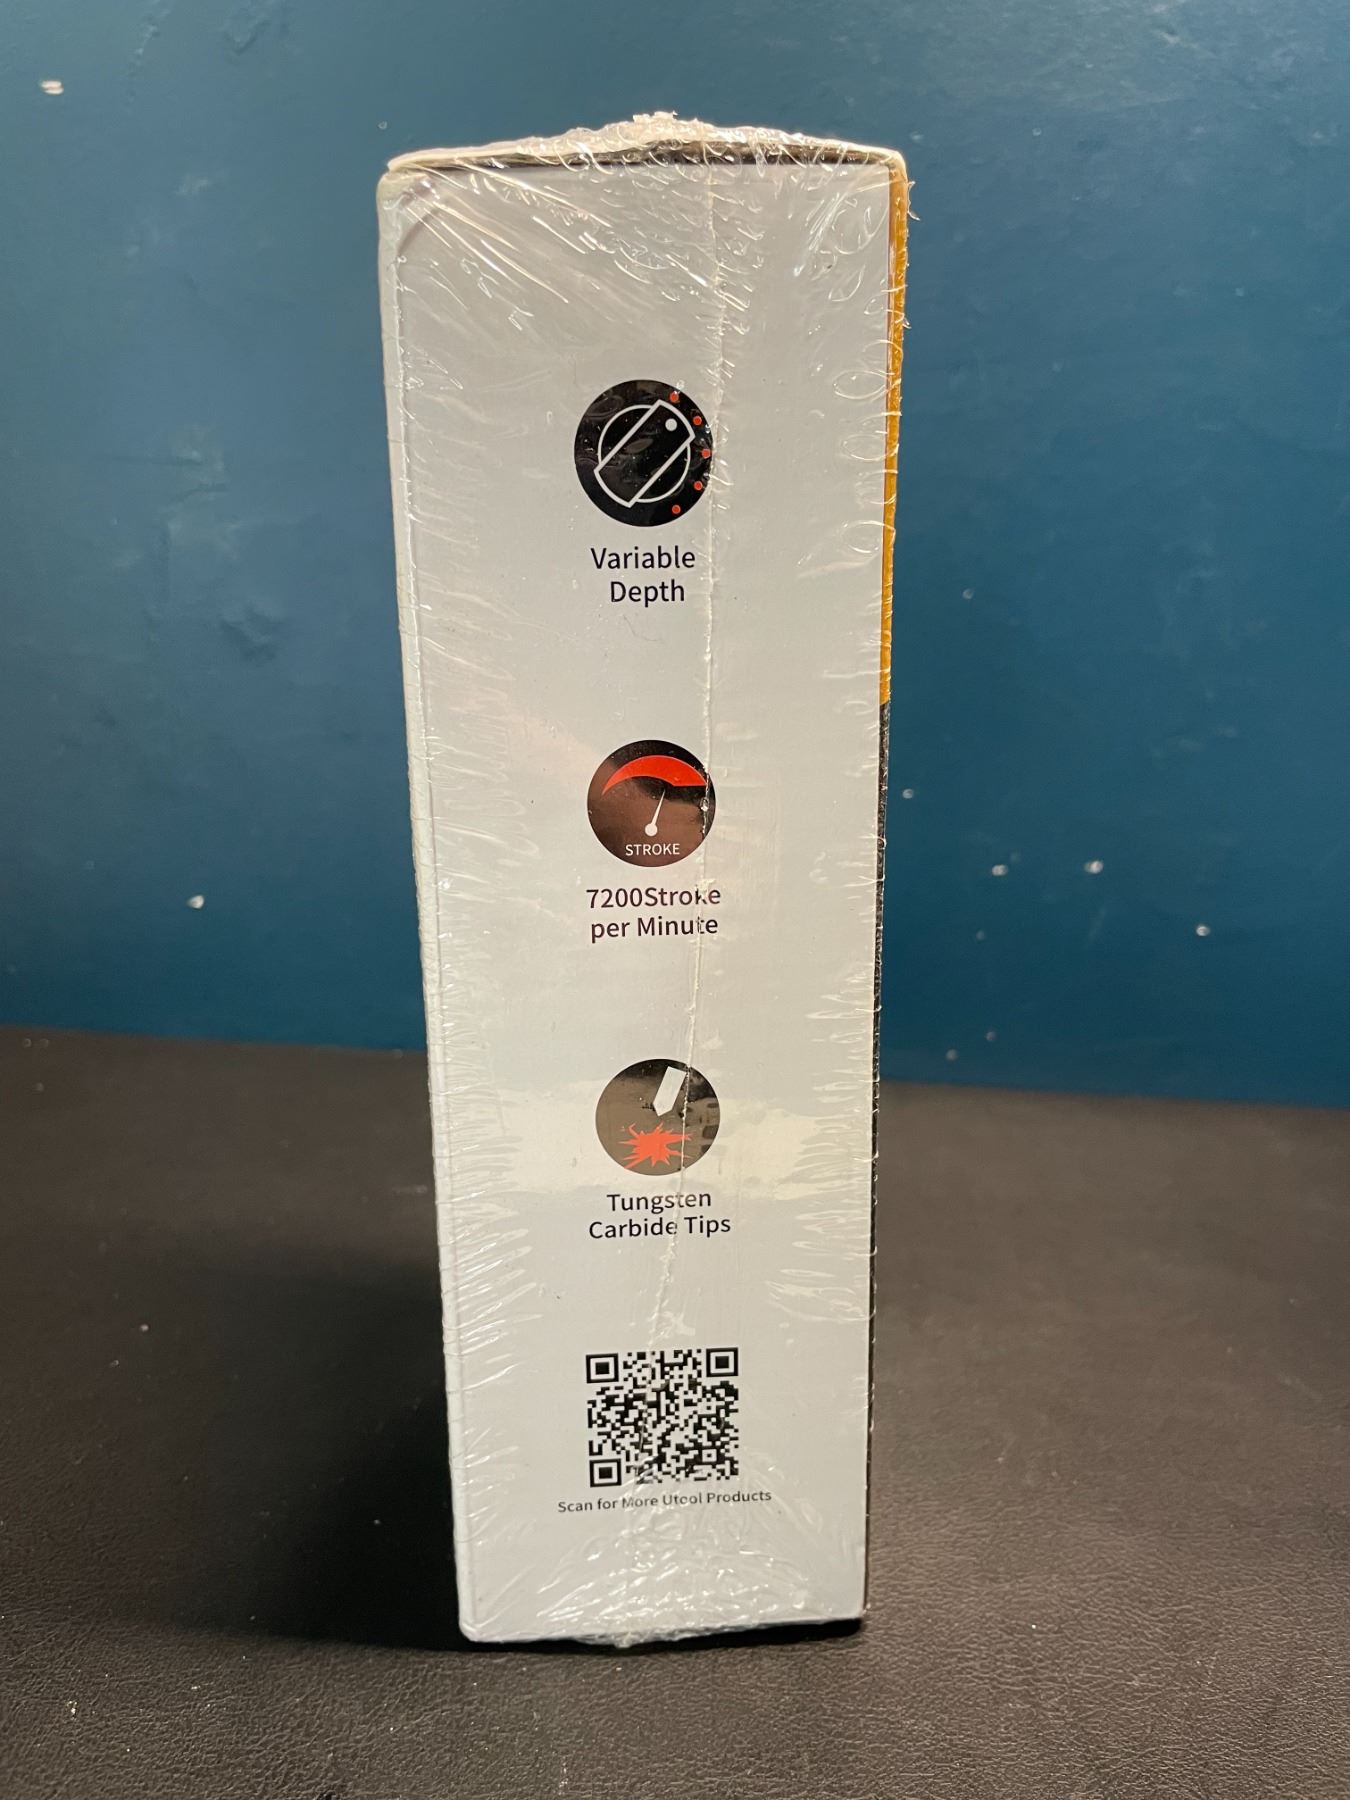 Variable
Depth
STROKE
7200Stroke
per Minute
Tungsten
Carbide Tips
Scan for More Utool Products